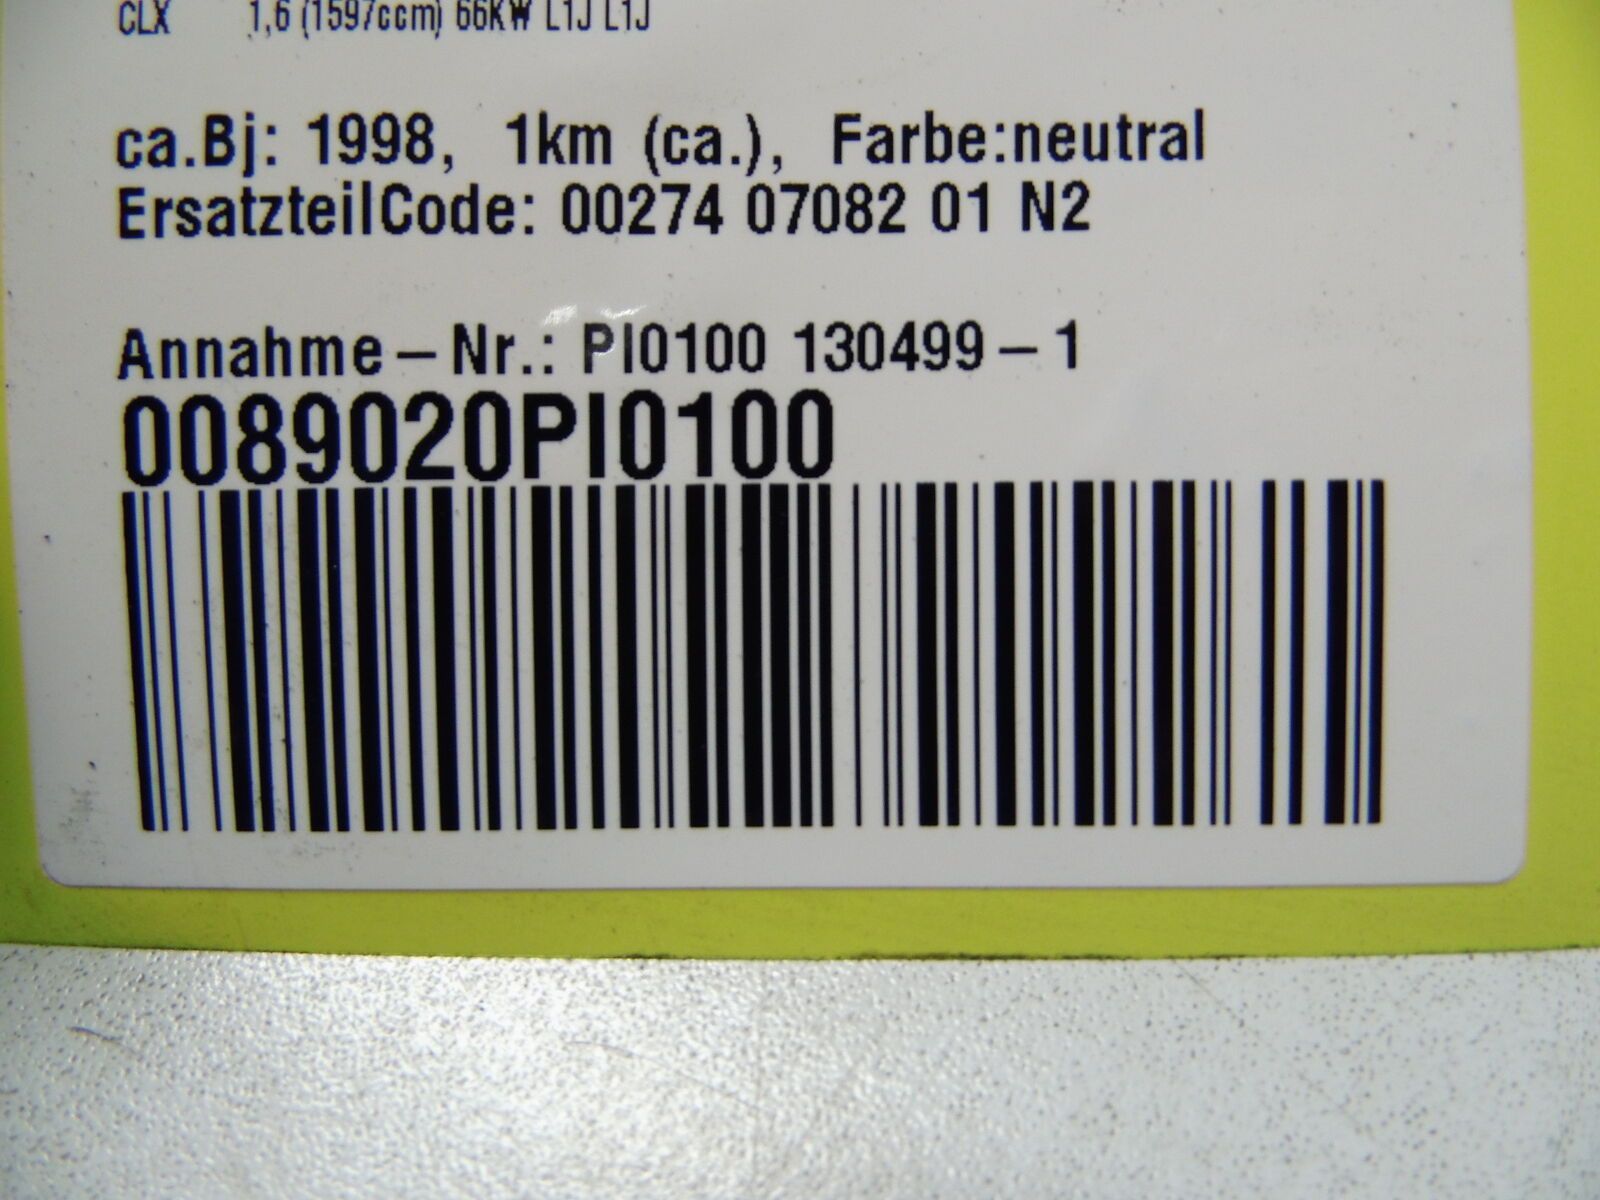 CLX 1,6 (1597ccm) 66KW L1J L1J
ca.Bj: 1998, 1km (ca.), Farbe:neutral
ErsatzteilCode: 00274 07082 01 N2
Annahme-Nr.: PI0100 130499-1
0089020PI0100